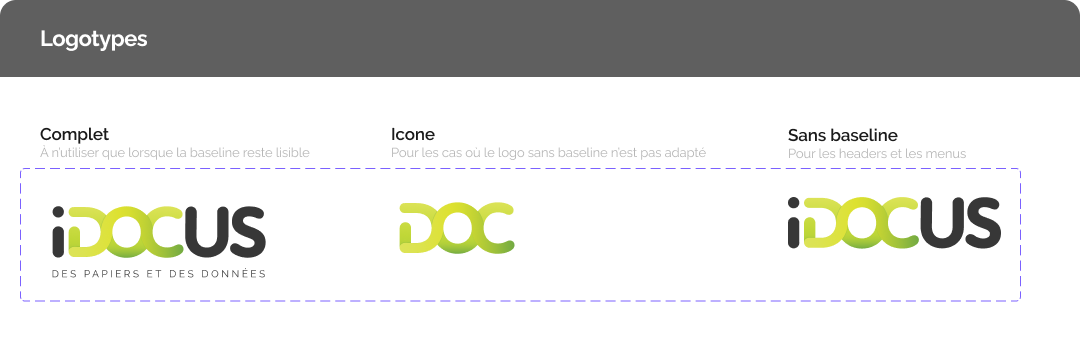 Logotypes
Complet
À n'utiliser que lorsque la baseline reste lisible
iDOCUS
DES PAPIERS ET DES DONNÉES
Icone
Pour les cas où le logo sans baseline n'est pas adapté
DOC
Sans baseline
Pour les headers et les menus
iDOCUS